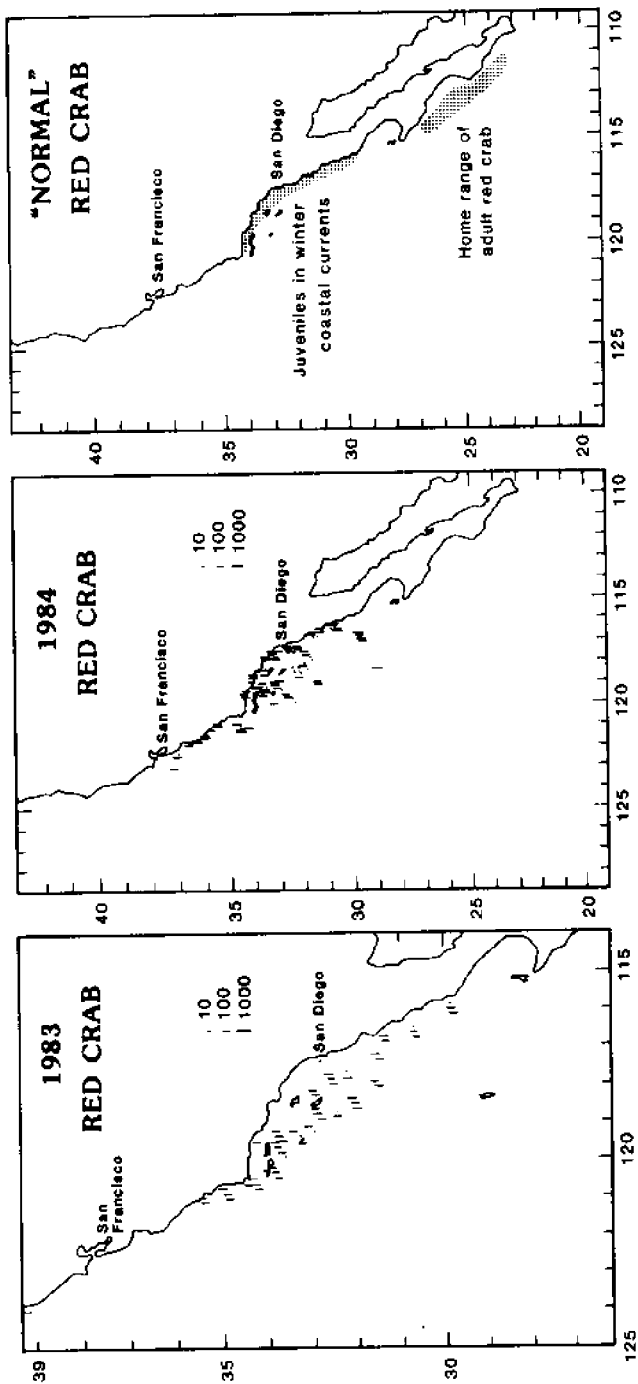 1983
RED CRAB
San
Francisco
10
100
1000
San Diego
39
35
30
125
120
115
1984
RED CRAB
San Francisco
10
100
1000
San Diego
40
35
30
25
20
125
120
115
110
"NORMAL"
RED CRAB
San Francisco
San Diego
Juveniles in winter
coastal currents
Home range of
adult red crab
40
35
30
25
20
125
120
115
110